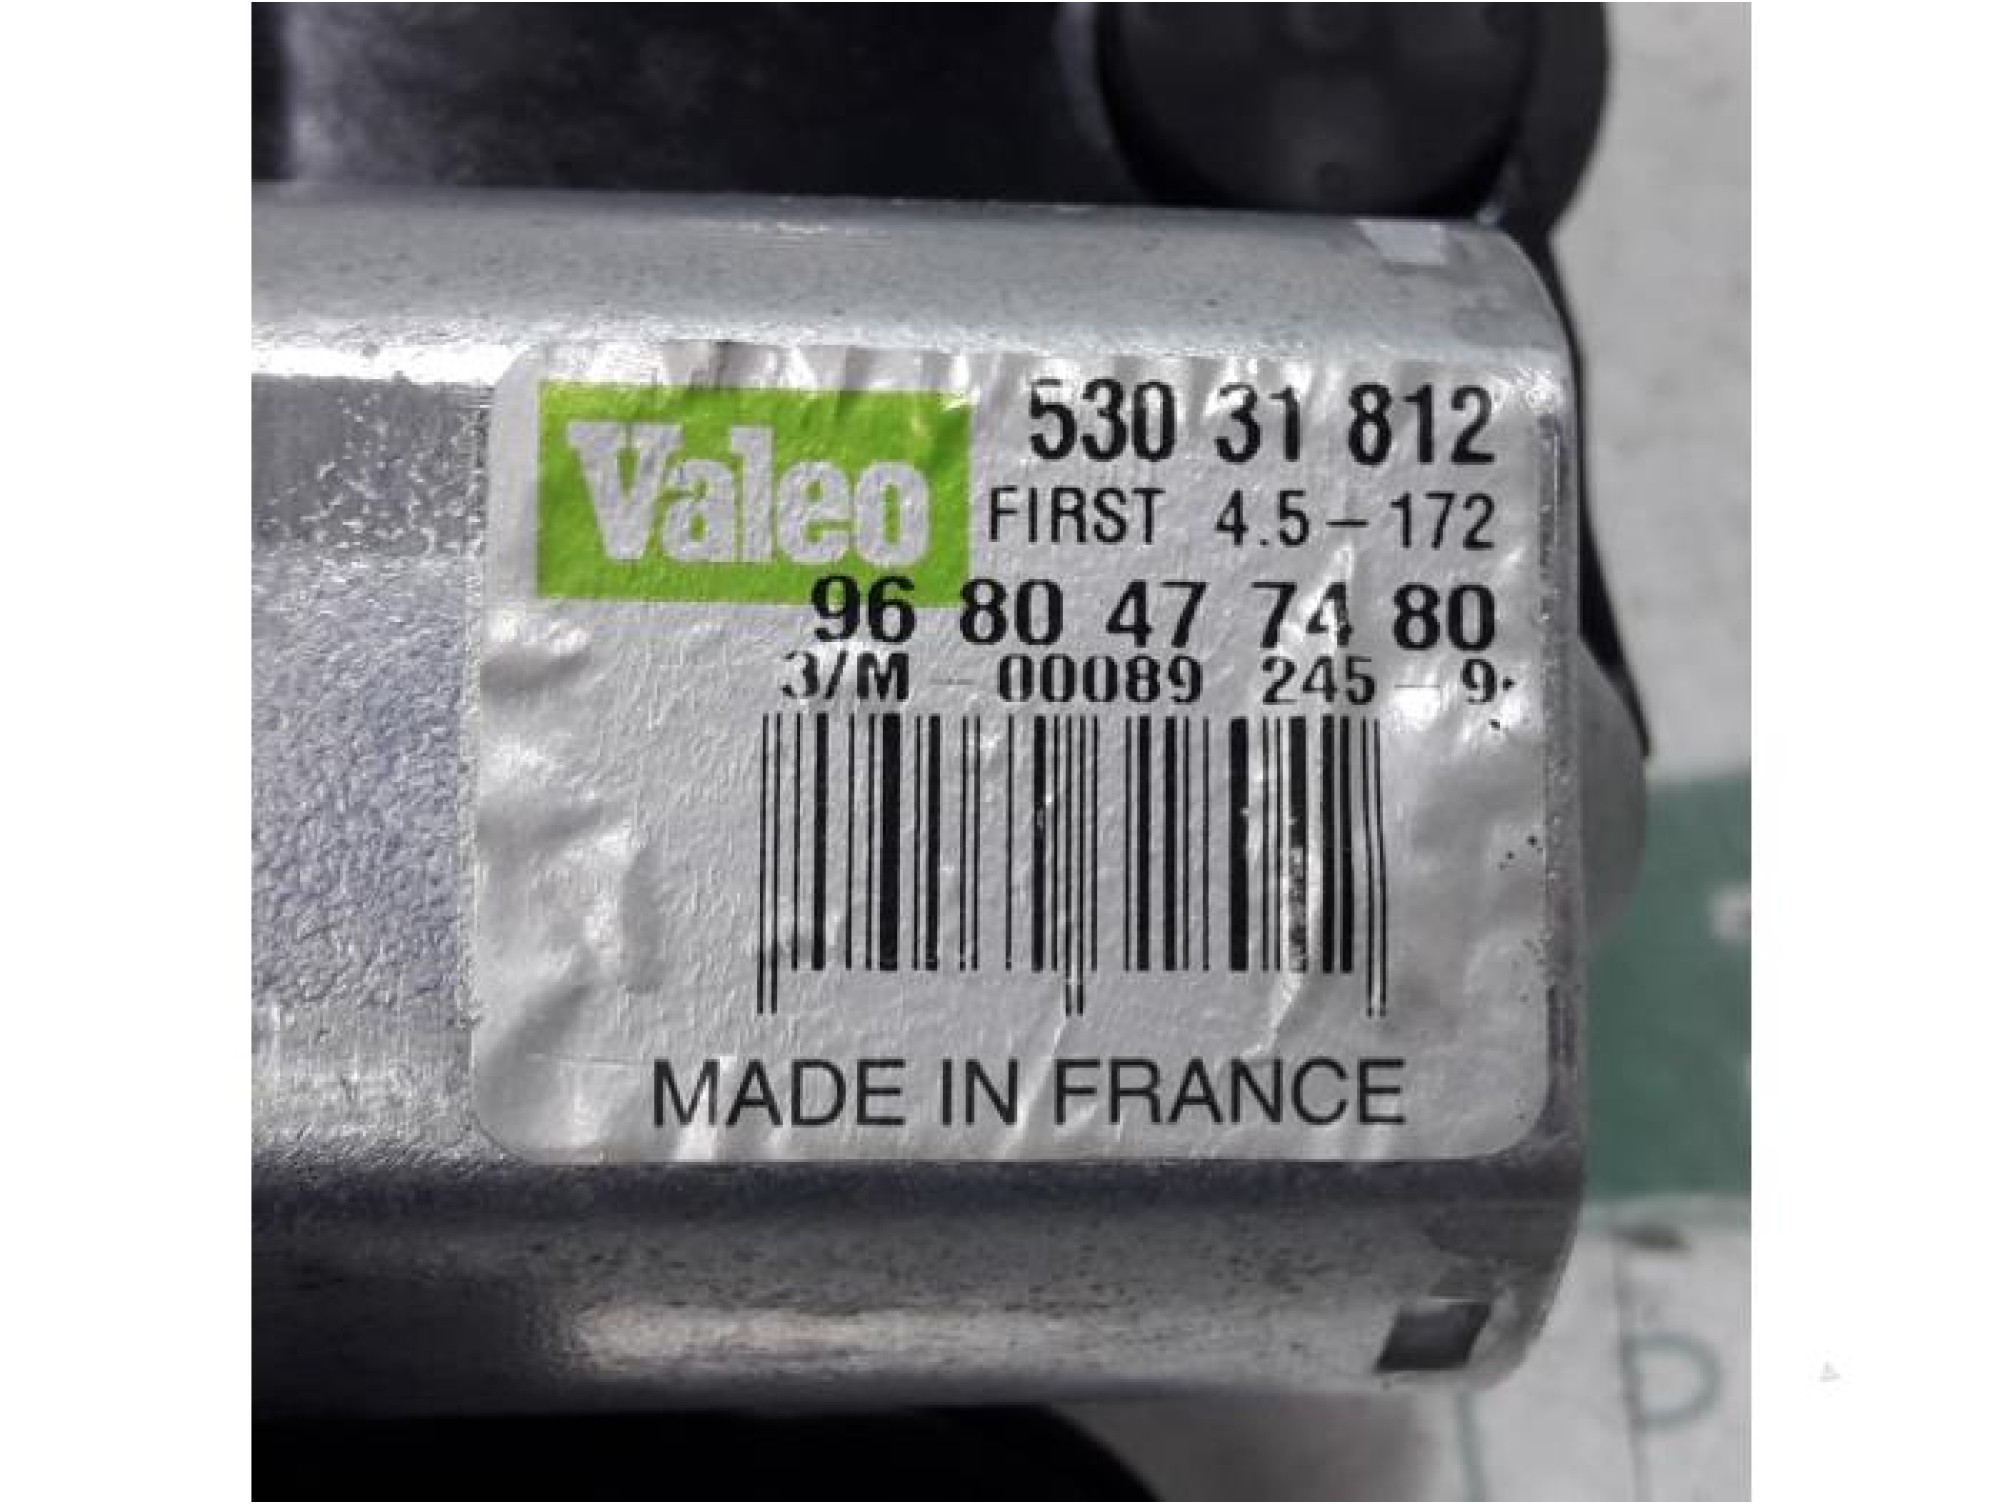 Valeo
530 31 812
FIRST 4.5-172
96 80 47 74 80
3/M - 00089 245 - 9
MADE IN FRANCE